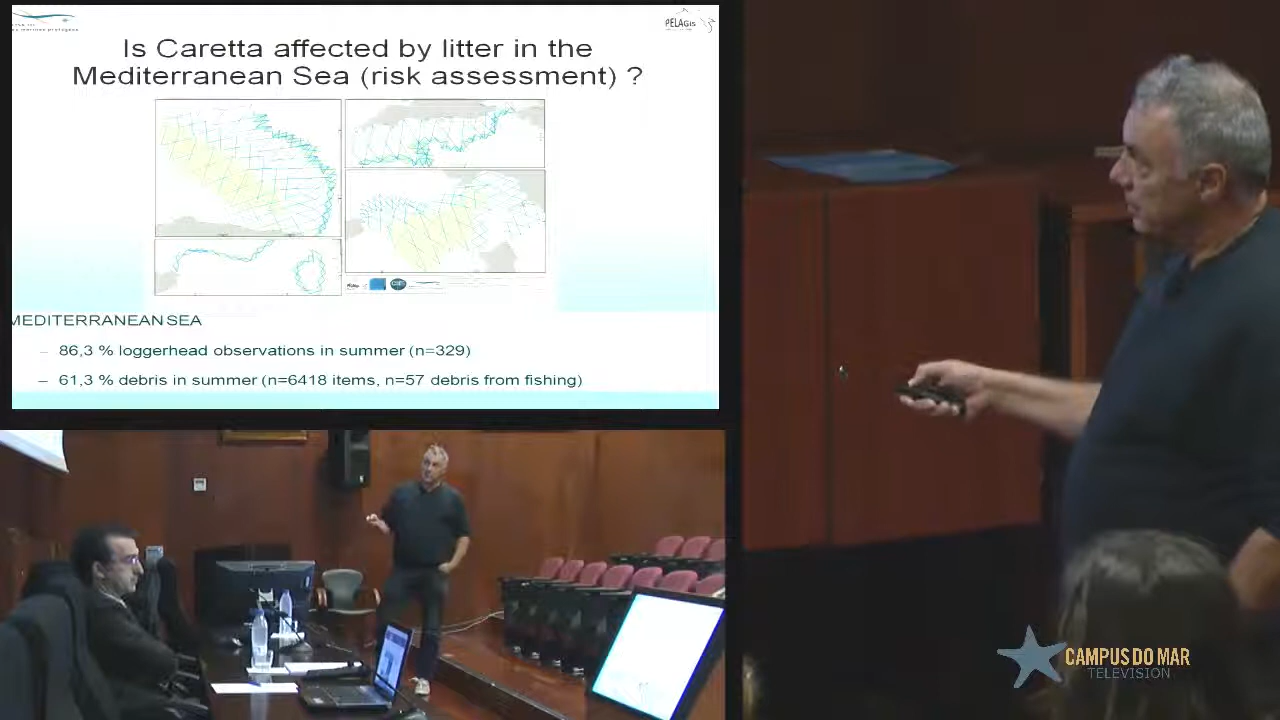 PELAGIS
Is Caretta affected by litter in the
Mediterranean Sea (risk assessment) ?
MEDITERRANEAN SEA
– 86,3 % loggerhead observations in summer (n=329)
– 61,3 % debris in summer (n=6418 items, n=57 debris from fishing)
CAMPUS DO MAR
TELEVISION